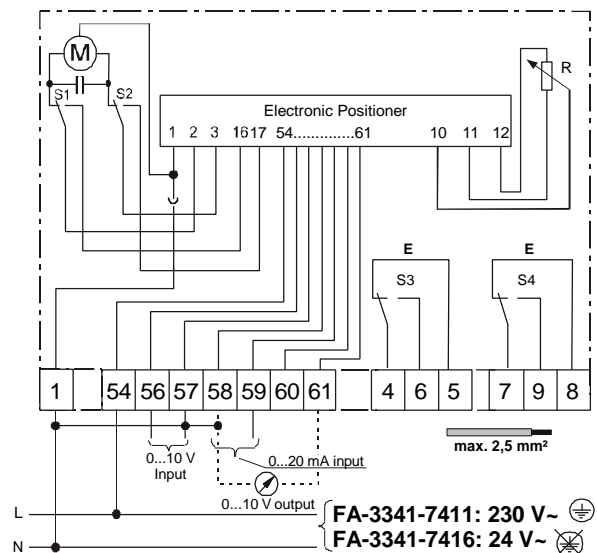 M
S1 S2
R
Electronic Positioner
1 2 3 16 17 54..............61 10 11 12
E E
S3 S4
1 54 56 57 58 59 60 61 4 6 5 7 9 8
max. 2,5 mm²
0...10 V
Input
0...20 mA input
0...10 V output
L
FA-3341-7411: 230 V~
FA-3341-7416: 24 V~
N